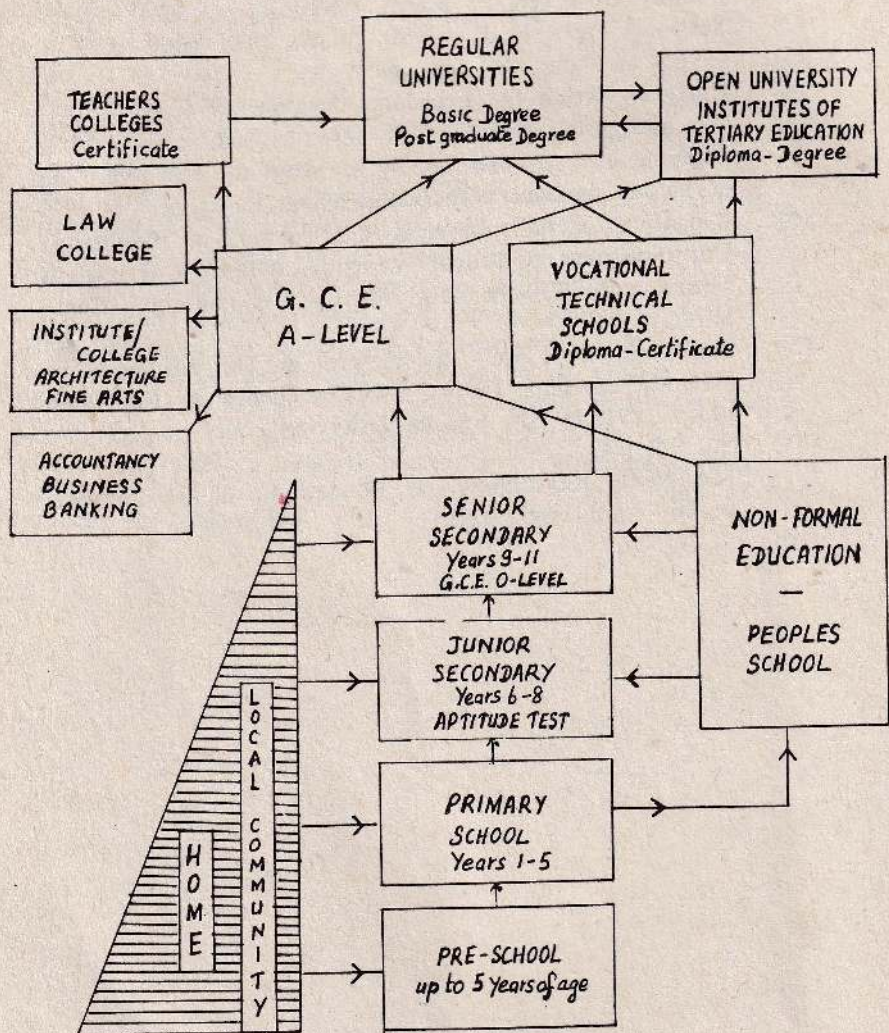 REGULAR
UNIVERSITIES
Basic Degree
Post graduate Degree
TEACHERS
COLLEGES
Certificate
OPEN UNIVERSITY
INSTITUTES OF
TERTIARY EDUCATION
Diploma-Degree
LAW
COLLEGE
G. C. E.
A-LEVEL
VOCATIONAL
TECHNICAL
SCHOOLS
Diploma-Certificate
INSTITUTE/
COLLEGE
ARCHITECTURE
FINE ARTS
ACCOUNTANCY
BUSINESS
BANKING
SENIOR
SECONDARY
Years 9-11
G.C.E. O-LEVEL
NON-FORMAL
EDUCATION
—
PEOPLES
SCHOOL
JUNIOR
SECONDARY
Years 6-8
APTITUDE TEST
LOCAL COMMUNITY
HOME
PRIMARY
SCHOOL
Years 1-5
PRE-SCHOOL
up to 5 Years of age